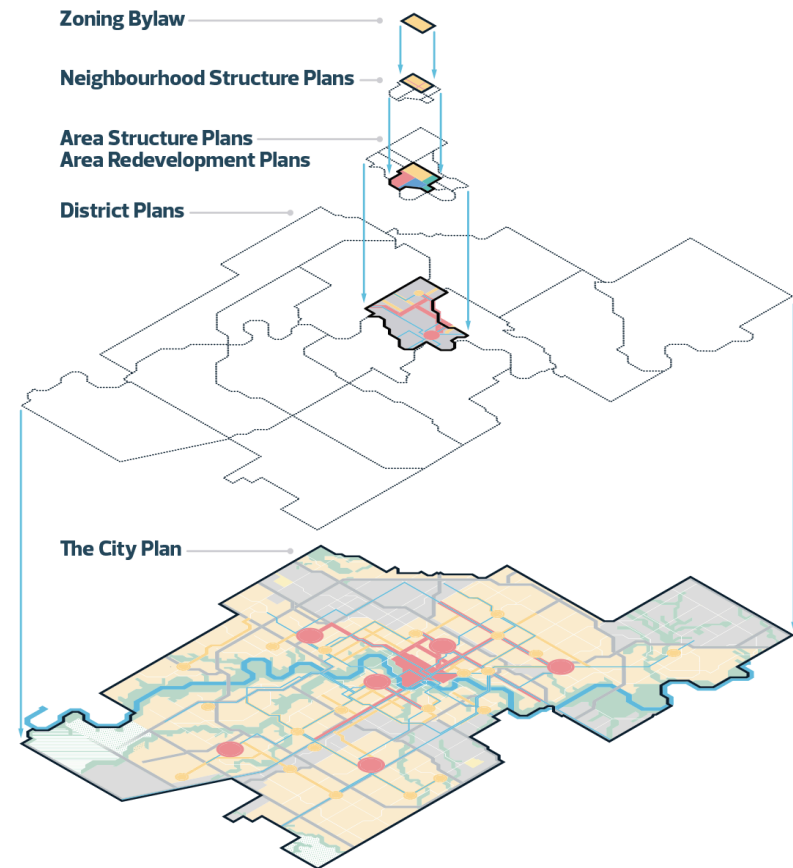 Zoning Bylaw
Neighbourhood Structure Plans
Area Structure Plans
Area Redevelopment Plans
District Plans
The City Plan